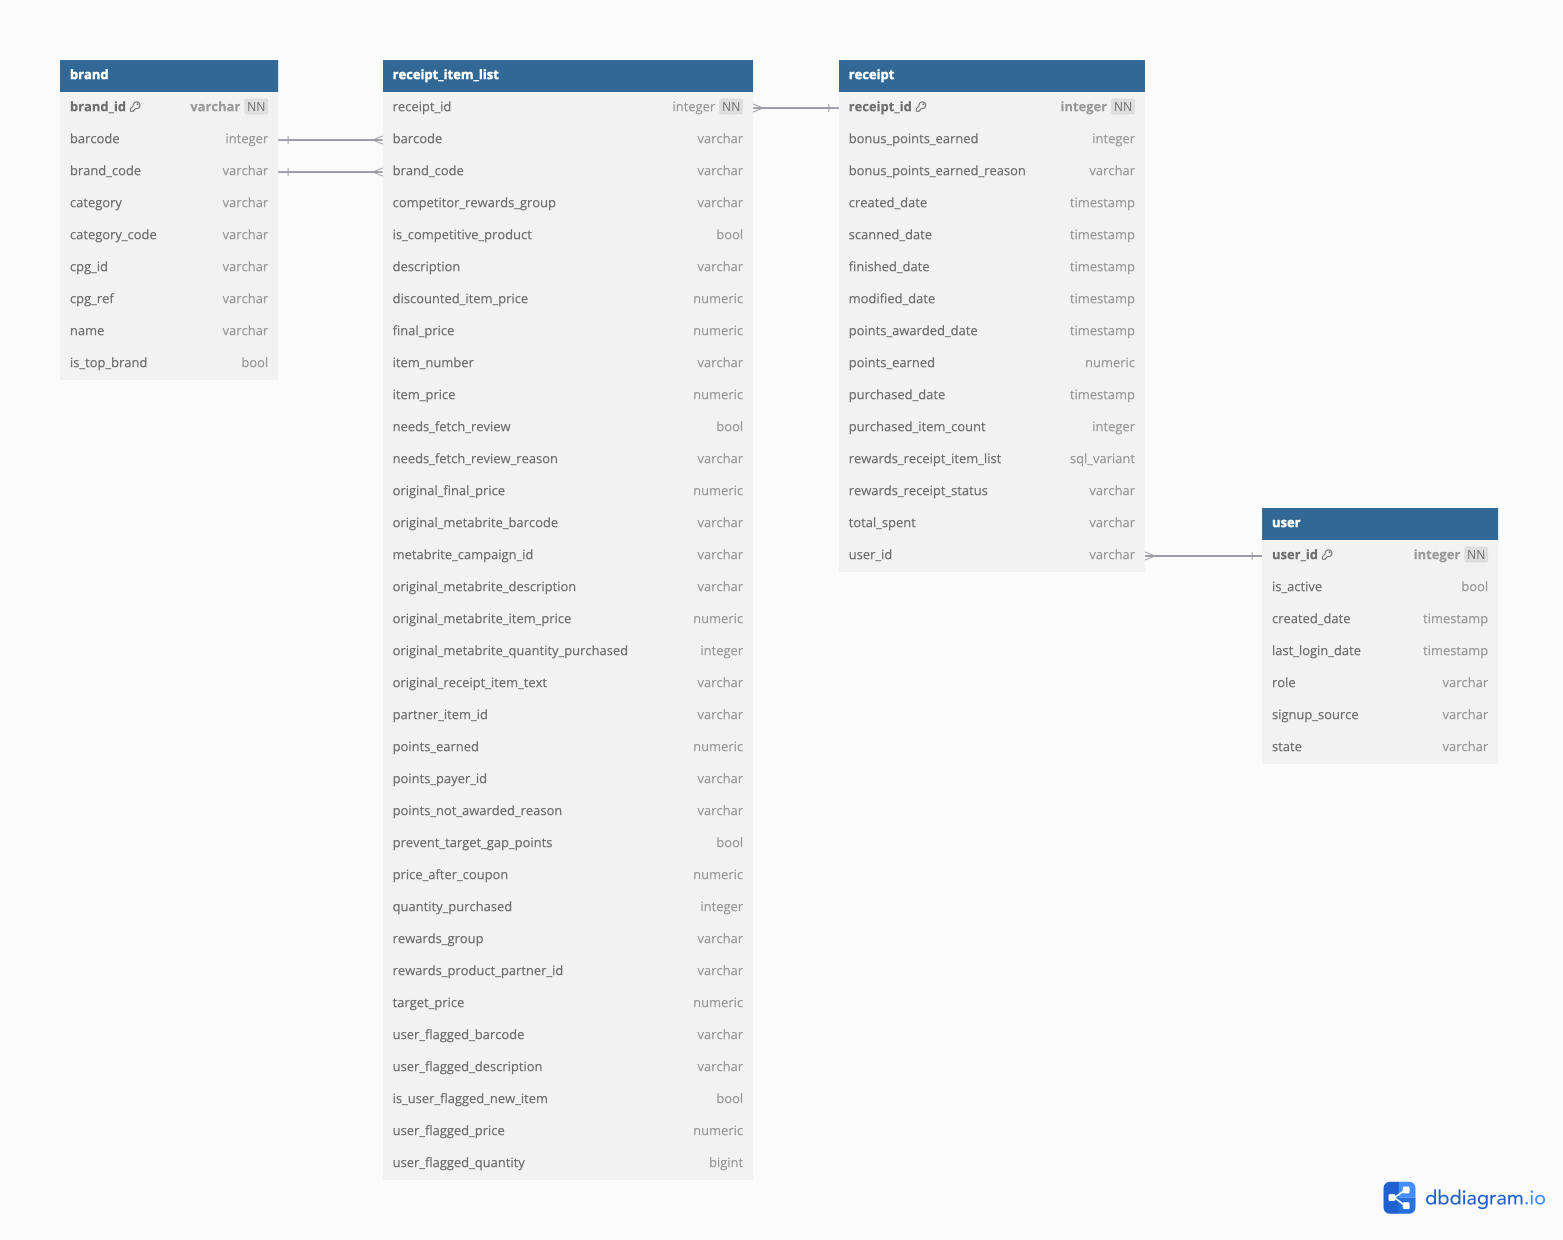 brand
brand_id varchar NN
barcode integer
brand_code varchar
category varchar
category_code varchar
cpg_id varchar
cpg_ref varchar
name varchar
is_top_brand bool
receipt_item_list
receipt_id integer NN
barcode varchar
brand_code varchar
competitor_rewards_group varchar
is_competitive_product bool
description varchar
discounted_item_price numeric
final_price numeric
item_number varchar
item_price numeric
needs_fetch_review bool
needs_fetch_review_reason varchar
original_final_price numeric
original_metabrite_barcode varchar
metabrite_campaign_id varchar
original_metabrite_description varchar
original_metabrite_item_price numeric
original_metabrite_quantity_purchased integer
original_receipt_item_text varchar
partner_item_id varchar
points_earned numeric
points_payer_id varchar
points_not_awarded_reason varchar
prevent_target_gap_points bool
price_after_coupon numeric
quantity_purchased integer
rewards_group varchar
rewards_product_partner_id varchar
target_price numeric
user_flagged_barcode varchar
user_flagged_description varchar
is_user_flagged_new_item bool
user_flagged_price numeric
user_flagged_quantity bigint
receipt
receipt_id integer NN
bonus_points_earned integer
bonus_points_earned_reason varchar
created_date timestamp
scanned_date timestamp
finished_date timestamp
modified_date timestamp
points_awarded_date timestamp
points_earned numeric
purchased_date timestamp
purchased_item_count integer
rewards_receipt_item_list sql_variant
rewards_receipt_status varchar
total_spent varchar
user_id varchar
user
user_id integer NN
is_active bool
created_date timestamp
last_login_date timestamp
role varchar
signup_source varchar
state varchar
dbdiagram.io